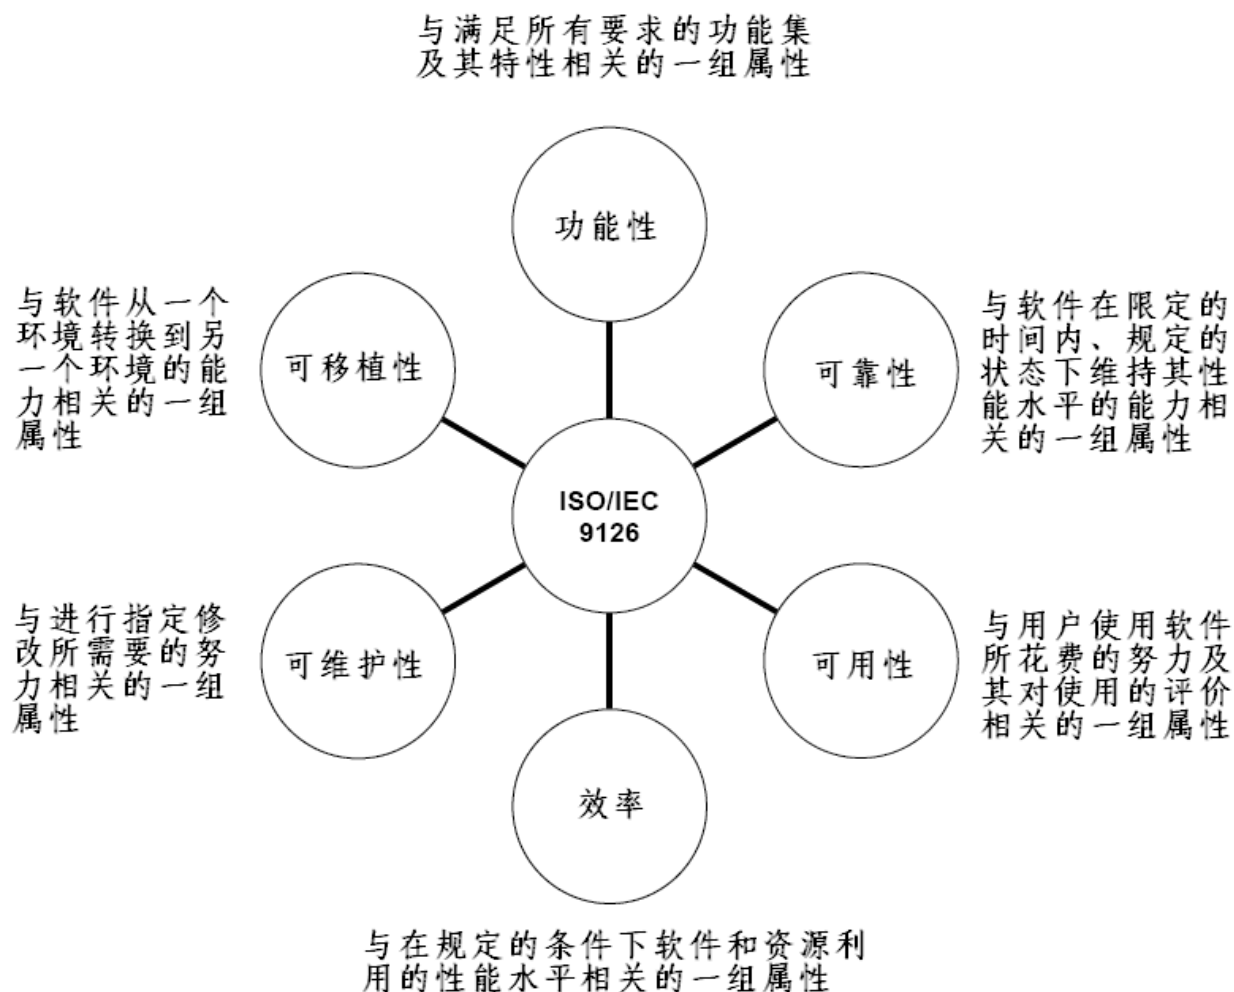 与满足所有要求的功能集
及其特性相关的一组属性
功能性
与软件从一个
环境转换到另
一个环境的能
力相关的一组
属性
可移植性
可靠性
与软件在限定的
时间内、规定的
状态下维持其性
能水平的能力相
关的一组属性
ISO/IEC
9126
与进行指定修
改所需要的努
力相关的一组
属性
可维护性
可用性
与用户使用软件
所花费的努力及
其对使用的评价
相关的一组属性
效率
与在规定的条件下软件和资源利
用的性能水平相关的一组属性